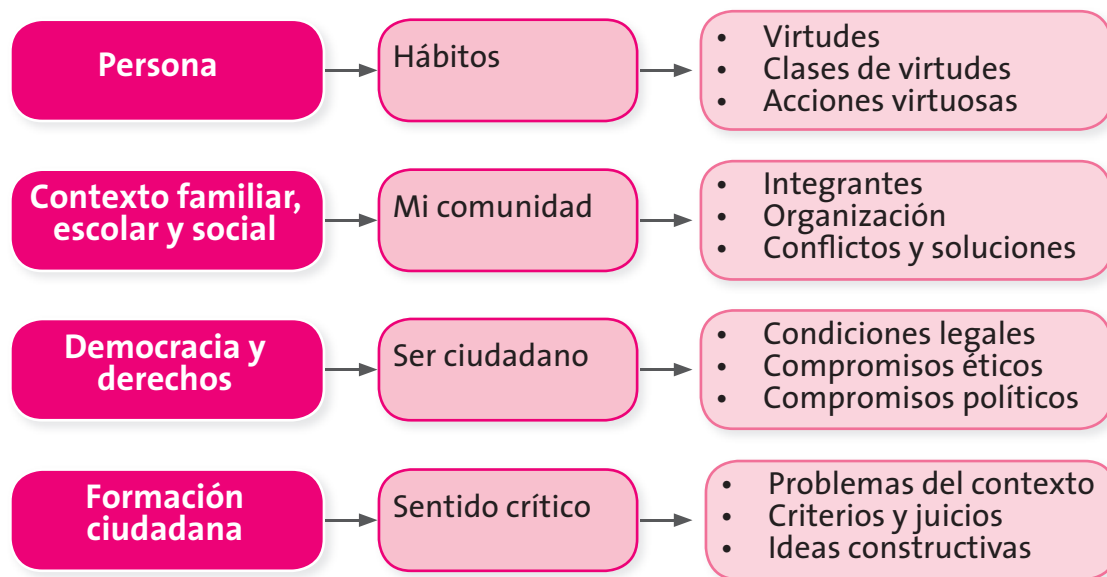 Persona
Hábitos
• Virtudes
• Clases de virtudes
• Acciones virtuosas
Contexto familiar,
escolar y social
Mi comunidad
• Integrantes
• Organización
• Conflictos y soluciones
Democracia y
derechos
Ser ciudadano
• Condiciones legales
• Compromisos éticos
• Compromisos políticos
Formación
ciudadana
Sentido crítico
• Problemas del contexto
• Criterios y juicios
• Ideas constructivas